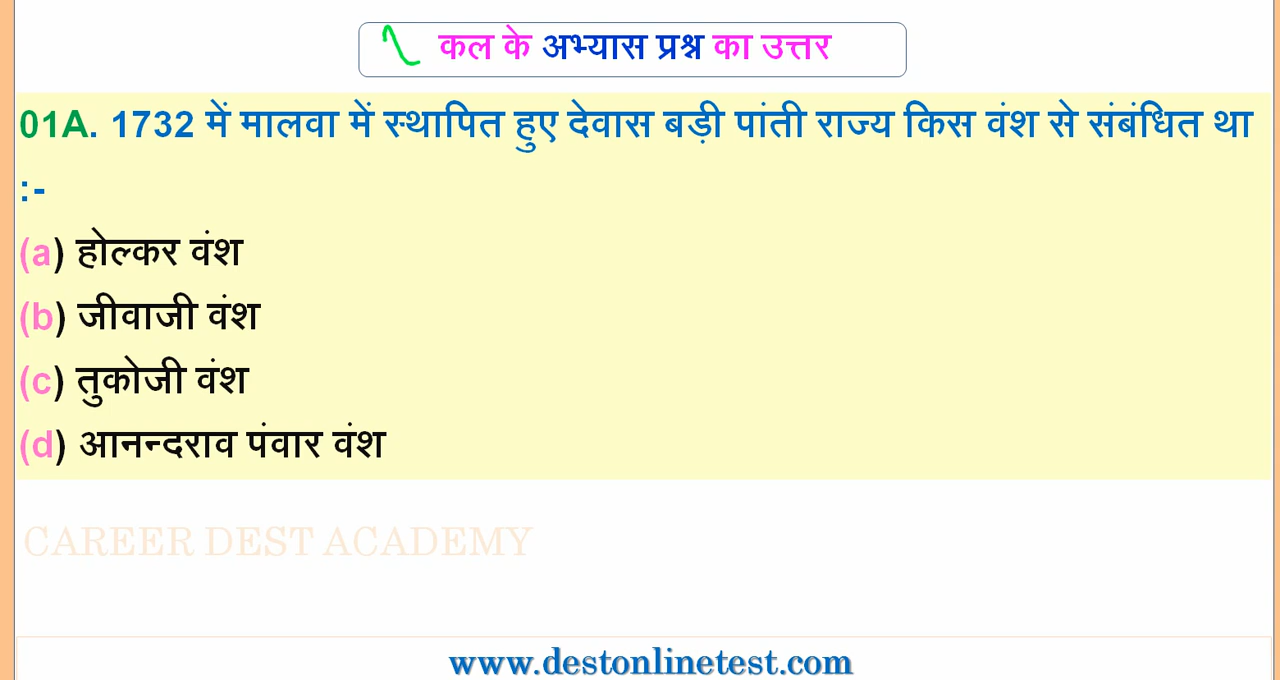 कल के अभ्यास प्रश्न का उत्तर
01A. 1732 में मालवा में स्थापित हुए देवास बड़ी पांती राज्य किस वंश से संबंधित था
:-
(a) होल्कर वंश
(b) जीवाजी वंश
(c) तुकोजी वंश
(d) आनन्दराव पंवार वंश
CAREER DEST ACADEMY
www.destonlinetest.com